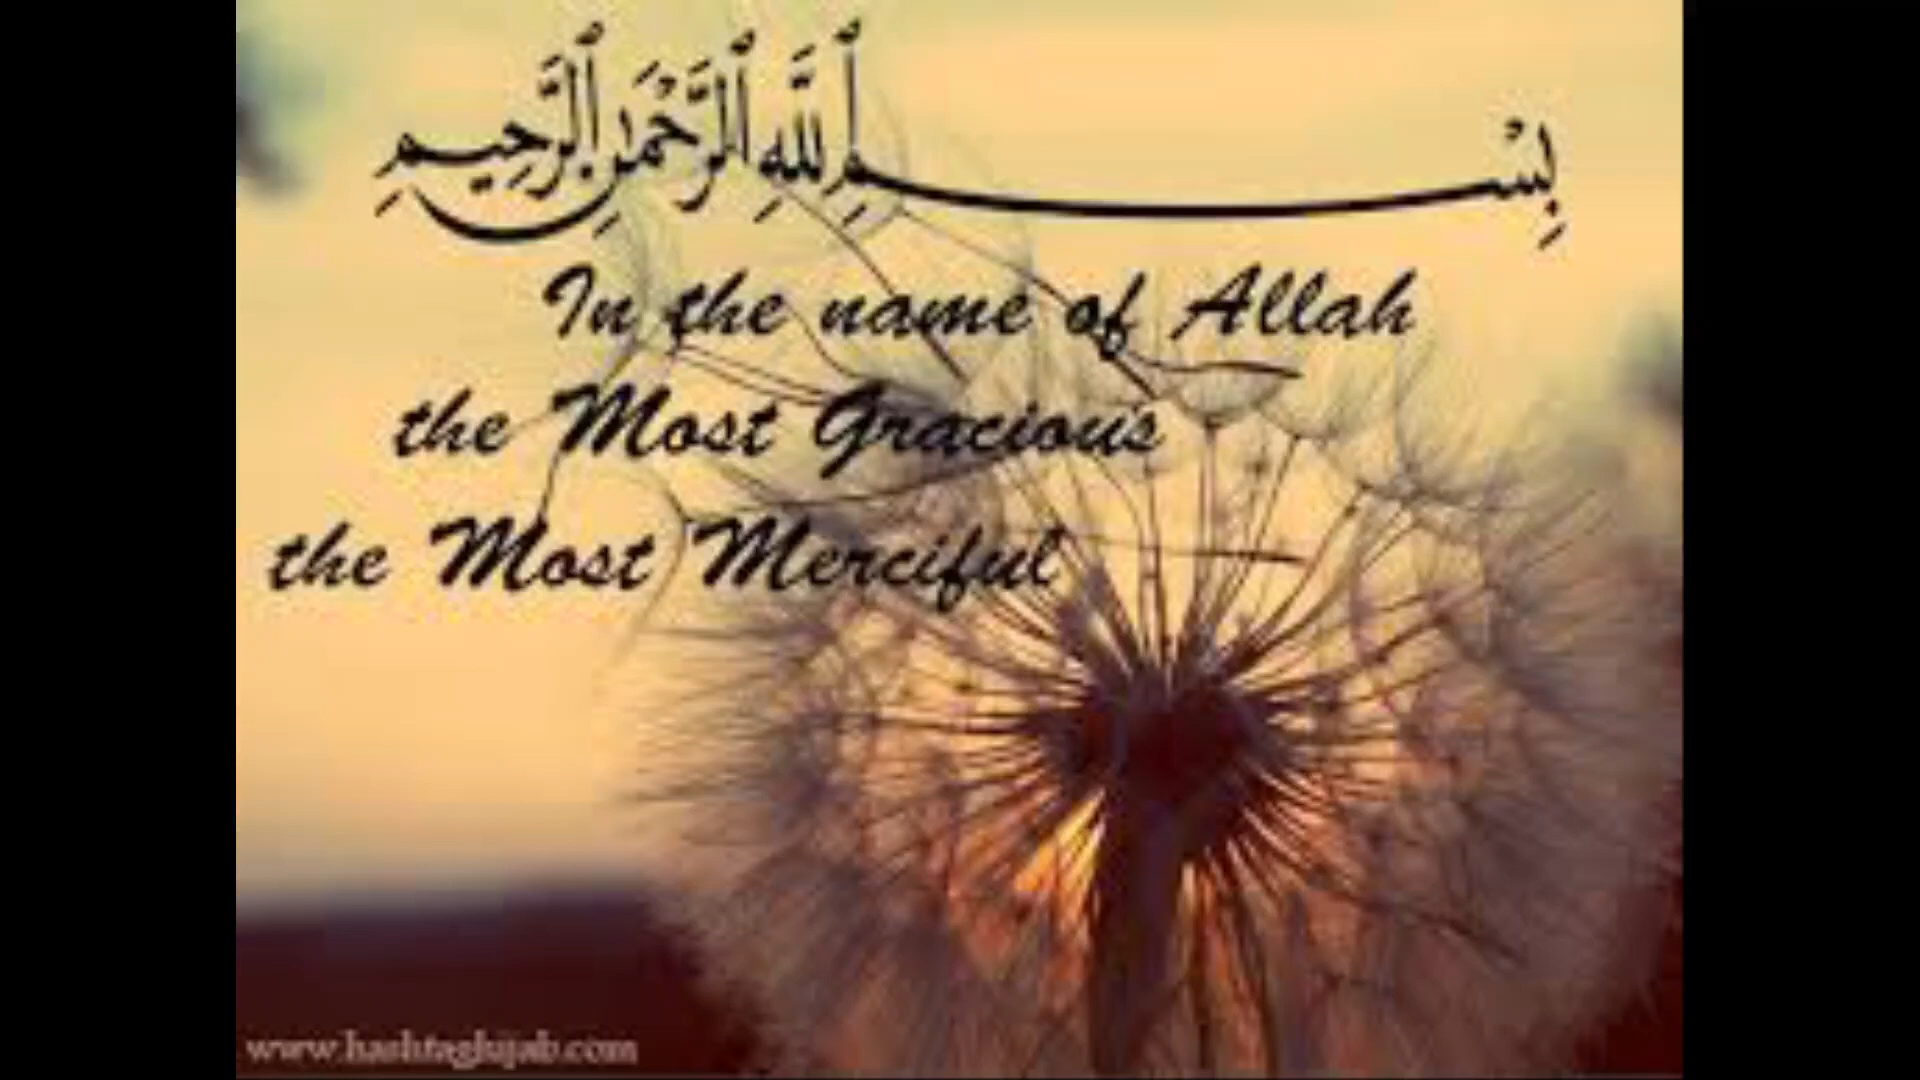 بِسْمِ ٱللَّهِ ٱلرَّحْمَٰنِ ٱلرَّحِيمِ
In the name of Allah
the Most Gracious
the Most Merciful
www.hashtaghijab.com